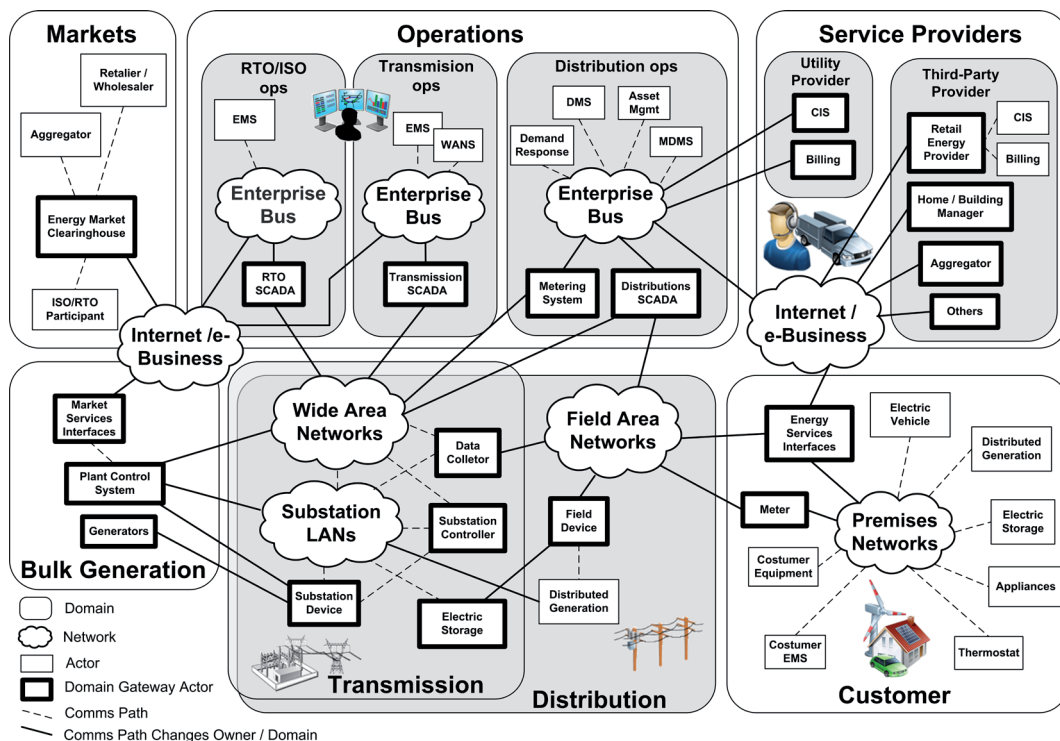 Markets
Retalier /
Wholesaler
Aggregator
Energy Market
Clearinghouse
ISO/RTO
Participant
Operations
RTO/ISO
ops
EMS
Enterprise
Bus
RTO
SCADA
Transmision
ops
EMS
WANS
Enterprise
Bus
Transmission
SCADA
Distribution ops
DMS
Asset
Mgmt
Demand
Response
MDMS
Enterprise
Bus
Metering
System
Distributions
SCADA
Service Providers
Utility
Provider
CIS
Billing
Third-Party
Provider
Retail
Energy
Provider
CIS
Billing
Home / Building
Manager
Aggregator
Others
Internet /e-
Business
Internet /
e-Business
Market
Services
Interfaces
Plant Control
System
Generators
Bulk Generation
Wide Area
Networks
Data
Colletor
Substation
LANs
Substation
Controller
Substation
Device
Electric
Storage
Transmission
Field Area
Networks
Field
Device
Distributed
Generation
Distribution
Energy
Services
Interfaces
Electric
Vehicle
Distributed
Generation
Meter
Premises
Networks
Electric
Storage
Costumer
Equipment
Appliances
Costumer
EMS
Thermostat
Customer
Domain
Network
Actor
Domain Gateway Actor
Comms Path
Comms Path Changes Owner / Domain